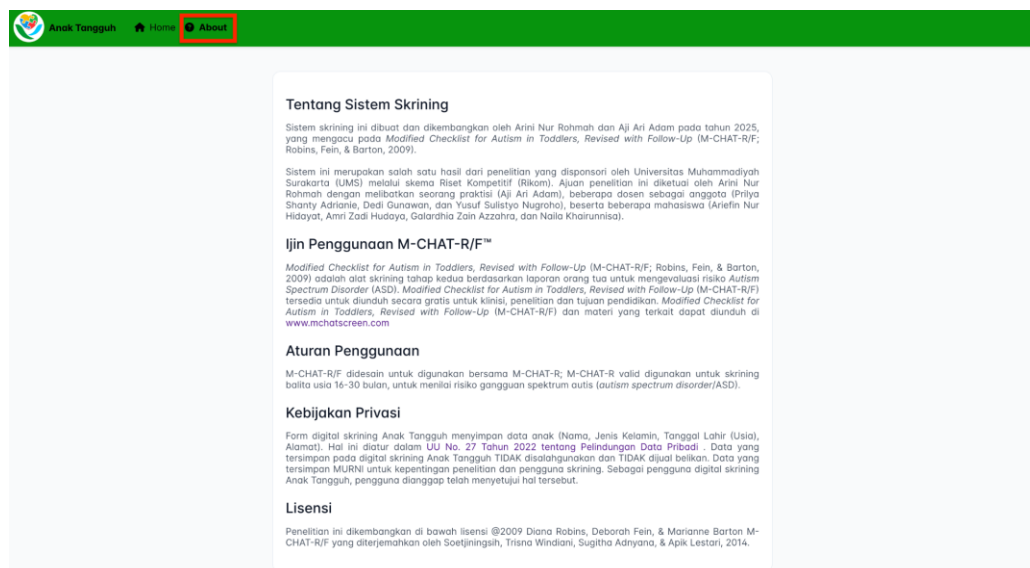 Anak Tangguh Home About
Tentang Sistem Skrining
Sistem skrining ini dibuat dan dikembangkan oleh Arini Nur Rohmah dan Aji Ari Adam pada tahun 2025,
yang mengacu pada Modified Checklist for Autism in Toddlers, Revised with Follow-Up (M-CHAT-R/F;
Robins, Fein, & Barton, 2009).
Sistem ini merupakan salah satu hasil dari penelitian yang disponsori oleh Universitas Muhammadiyah
Surakarta (UMS) melalui skema Riset Kompetitif (Rikom). Ajuan penelitian ini diketuai oleh Arini Nur
Rohmah dengan melibatkan seorang praktisi (Aji Ari Adam), beberapa dosen sebagai anggota (Prilya
Shanty Adrianie, Dedi Gunawan, dan Yusuf Sulistyo Nugroho), beserta beberapa mahasiswa (Ariefin Nur
Hidayat, Amri Zadi Hudaya, Galardhia Zain Azzahra, dan Naila Khairunnisa).
Ijin Penggunaan M-CHAT-R/F™
Modified Checklist for Autism in Toddlers, Revised with Follow-Up (M-CHAT-R/F; Robins, Fein, & Barton,
2009) adalah alat skrining tahap kedua berdasarkan laporan orang tua untuk mengevaluasi risiko Autism
Spectrum Disorder (ASD). Modified Checklist for Autism in Toddlers, Revised with Follow-Up (M-CHAT-R/F)
tersedia untuk diunduh secara gratis untuk klinisi, penelitian dan tujuan pendidikan. Modified Checklist for
Autism in Toddlers, Revised with Follow-Up (M-CHAT-R/F) dan materi yang terkait dapat diunduh di
www.mchatscreen.com
Aturan Penggunaan
M-CHAT-R/F didesain untuk digunakan bersama M-CHAT-R; M-CHAT-R valid digunakan untuk skrining
balita usia 16-30 bulan, untuk menilai risiko gangguan spektrum autis (autism spectrum disorder/ASD).
Kebijakan Privasi
Form digital skrining Anak Tangguh menyimpan data anak (Nama, Jenis Kelamin, Tanggal Lahir (Usia),
Alamat). Hal ini diatur dalam UU No. 27 Tahun 2022 tentang Pelindungan Data Pribadi . Data yang
tersimpan pada digital skrining Anak Tangguh TIDAK disalahgunakan dan TIDAK dijual belikan. Data yang
tersimpan MURNI untuk kepentingan penelitian dan pengguna skrining. Sebagai pengguna digital skrining
Anak Tangguh, pengguna dianggap telah menyetujui hal tersebut.
Lisensi
Penelitian ini dikembangkan di bawah lisensi @2009 Diana Robins, Deborah Fein, & Marianne Barton M-
CHAT-R/F yang diterjemahkan oleh Soetjiningsih, Trisna Windiani, Sugitha Adnyana, & Apik Lestari, 2014.